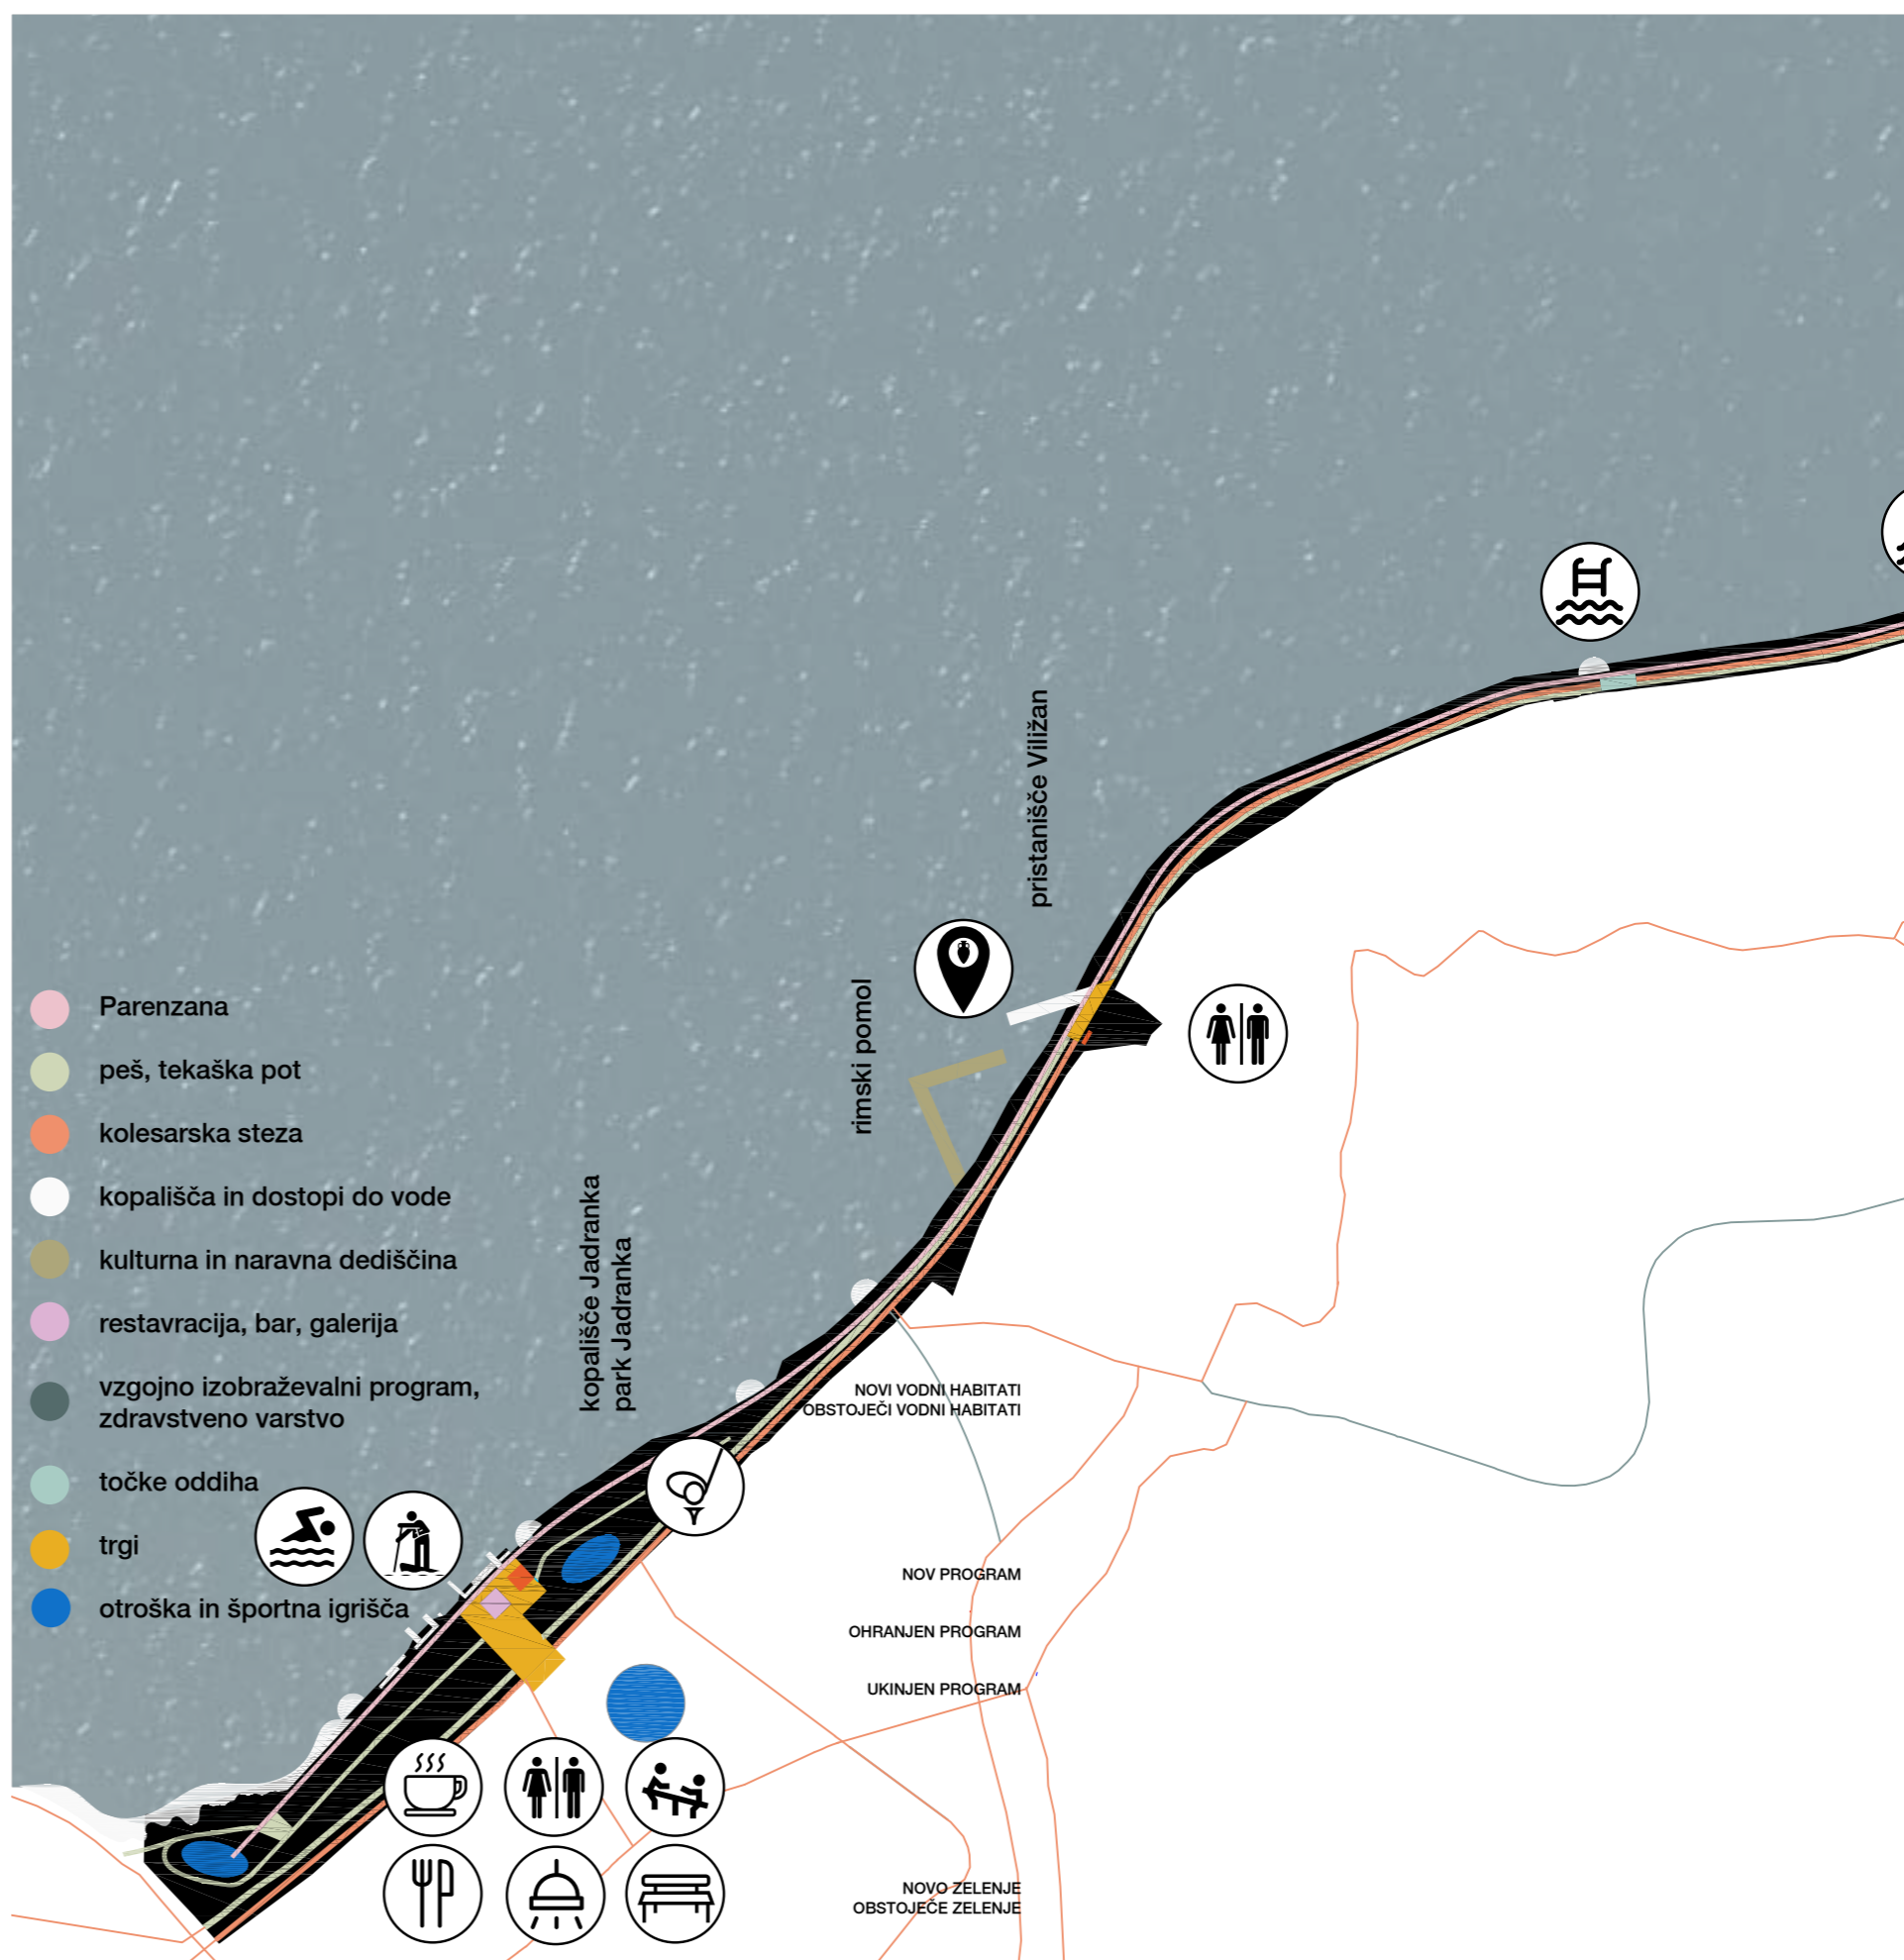 pristanišče Viližan
rimski pomol
kopališče Jadranka
park Jadranka
Parenzana
peš, tekaška pot
kolesarska steza
kopališča in dostopi do vode
kulturna in naravna dediščina
restavracija, bar, galerija
vzgojno izobraževalni program,
zdravstveno varstvo
točke oddiha
trgi
otroška in športna igrišča
NOVI VODNI HABITATI
OBSTOJEČI VODNI HABITATI
NOV PROGRAM
OHRANJEN PROGRAM
UKINJEN PROGRAM
NOVO ZELENJE
OBSTOJEČE ZELENJE